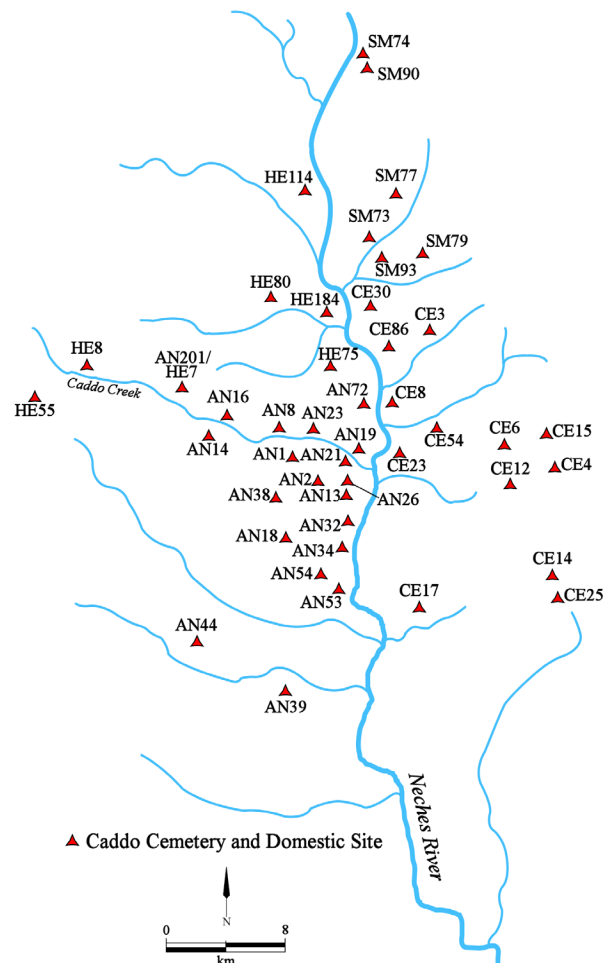 SM74
SM90
HE114
SM77
SM73
SM79
SM93
HE80
HE184
CE30
CE3
CE86
HE8
AN201/
HE7
HE75
Caddo Creek
HE55
AN16
AN8
AN23
AN72
CE8
AN14
AN19
CE54
CE6
CE15
AN1
AN21
CE23
CE12
CE4
AN2
AN38
AN13
AN26
AN32
AN18
AN34
AN54
AN53
CE14
CE25
CE17
AN44
AN39
Neches River
Caddo Cemetery and Domestic Site
N
0 8
km